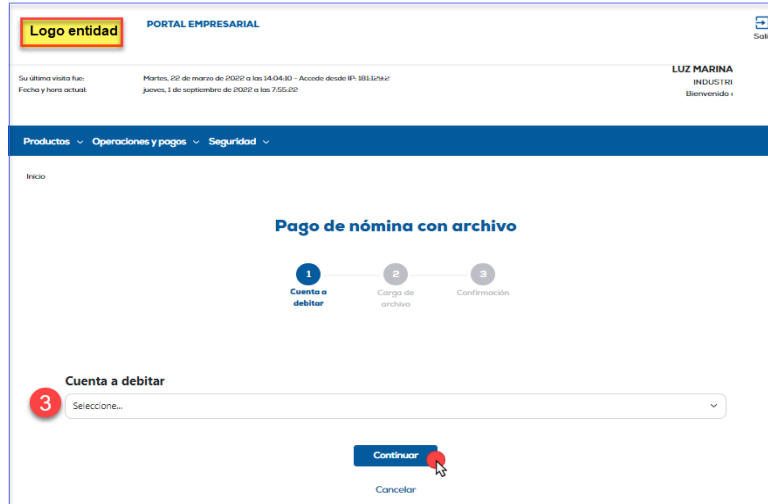 Logo entidad
PORTAL EMPRESARIAL
Su última visita fue: Martes, 22 de marzo de 2022 a las 14:04:10 - Accede desde IP:
Fecha y hora actual: jueves, 1 de septiembre de 2022 a las 7:55:22
LUZ MARINA
INDUSTRI
Bienvenido
Productos Operaciones y pagos Seguridad
Inicio
Pago de nómina con archivo
1 2 3
Cuenta a debitar
Carga de archivo
Confirmación
Cuenta a debitar
3
Seleccione...
Continuar
Cancelar